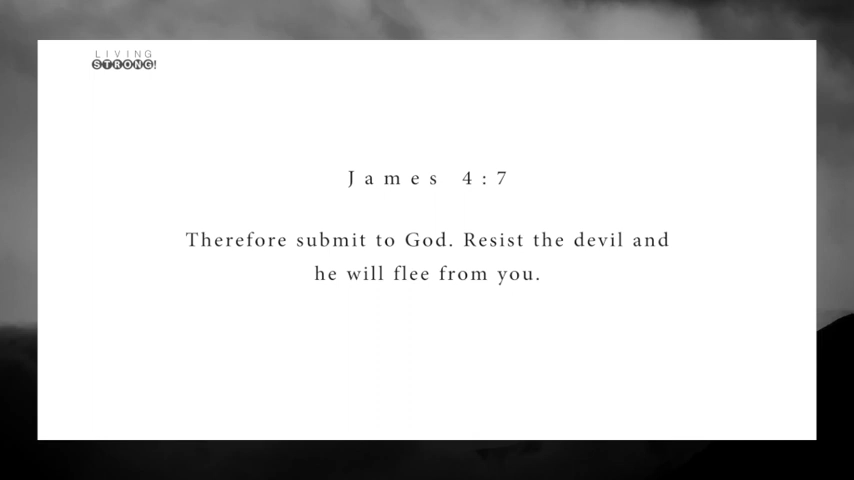 LIVING
STRONG!
James 4:7
Therefore submit to God. Resist the devil and
he will flee from you.